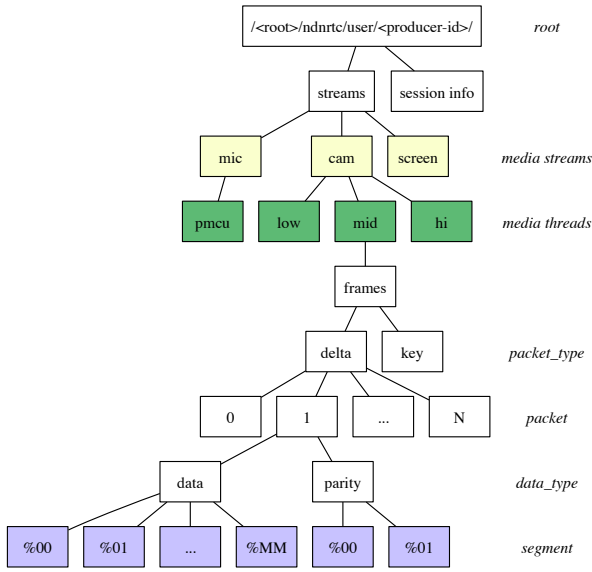 /<root>/ndnrtc/user/<producer-id>/ root
streams session info
mic cam screen media streams
pmcu low mid hi media threads
frames
delta key packet_type
0 1 ... N packet
data parity data_type
%00 %01 ... %MM %00 %01 segment